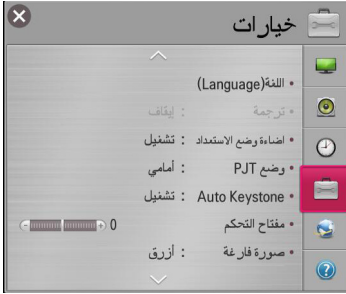 خيارات
اللغة(Language)
ترجمة : إيقاف
اضاءة وضع الاستعداد : تشغيل
وضع PJT : أمامي
Auto Keystone : تشغيل
مفتاح التحكم 0
صورة فارغة : أزرق